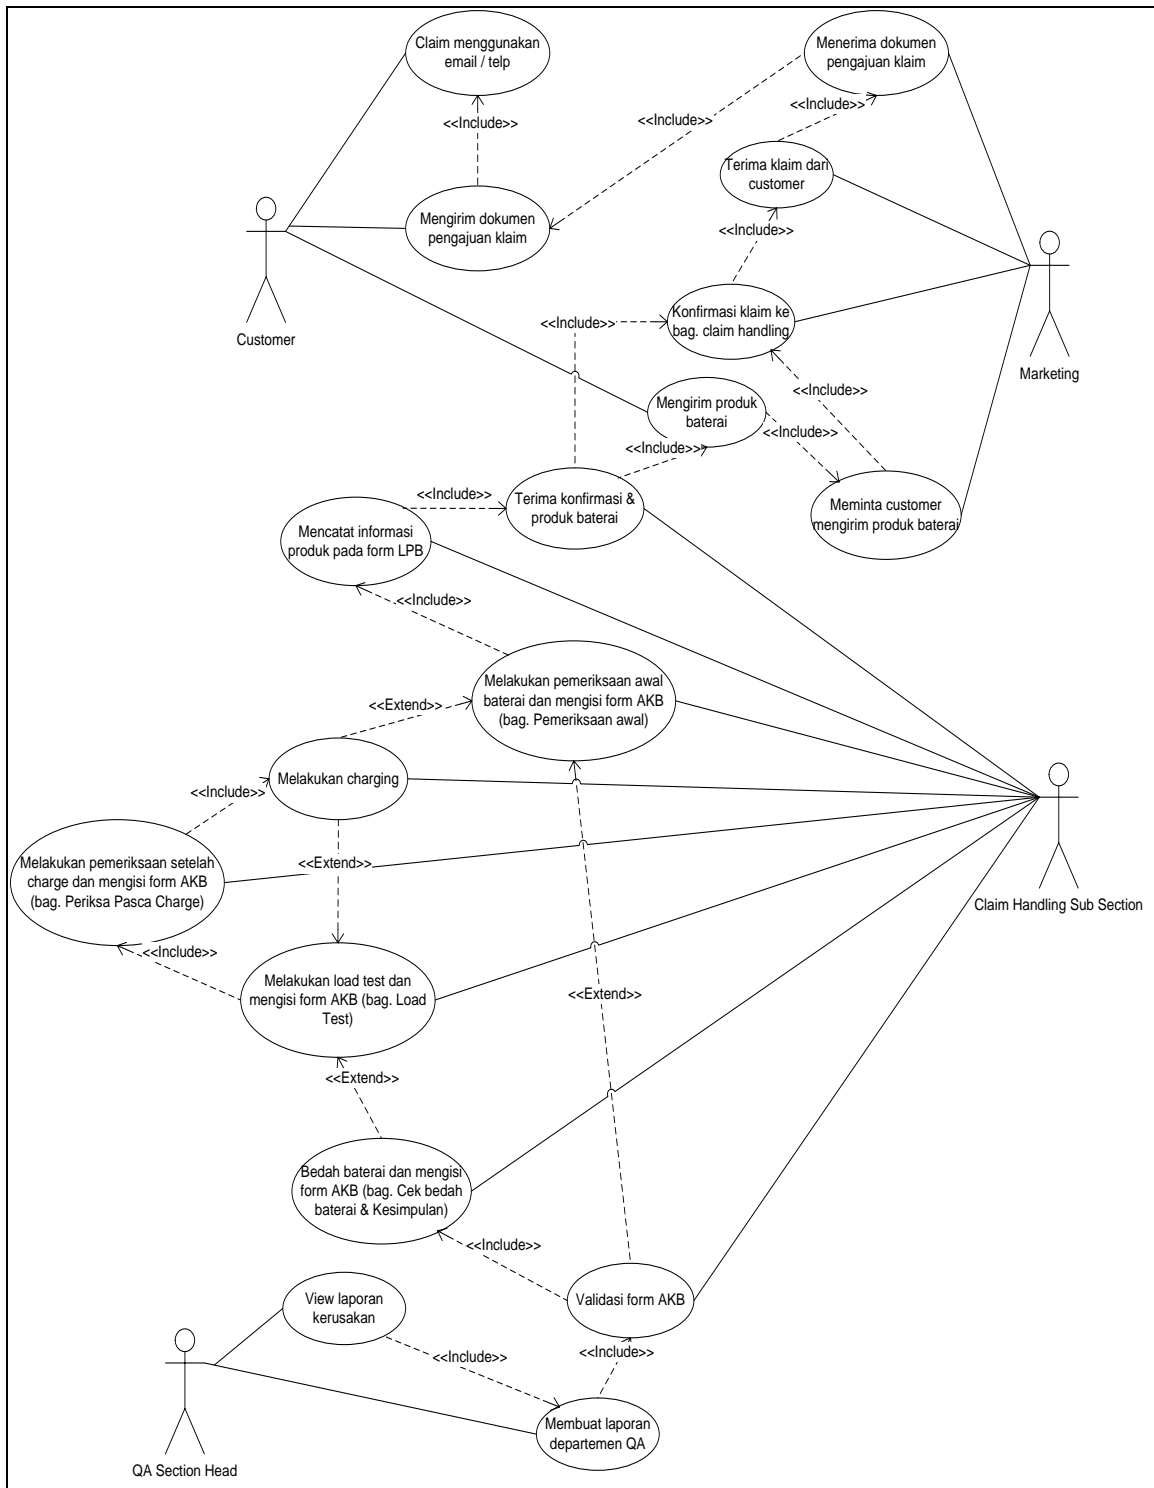 Claim menggunakan
email / telp
Menerima dokumen
pengajuan klaim
<<Include>>
<<Include>>
<<Include>>
Terima klaim dari
customer
Mengirim dokumen
pengajuan klaim
<<Include>>
Customer
Konfirmasi klaim ke
bag. claim handling
<<Include>>
Marketing
<<Include>>
Mengirim produk
baterai
<<Include>>
<<Include>>
Terima konfirmasi &
produk baterai
<<Include>>
Meminta customer
mengirim produk baterai
Mencatat informasi
produk pada form LPB
<<Include>>
Melakukan pemeriksaan awal
baterai dan mengisi form AKB
(bag. Pemeriksaan awal)
<<Extend>>
Melakukan charging
<<Include>>
Melakukan pemeriksaan setelah
charge dan mengisi form AKB
(bag. Periksa Pasca Charge)
<<Extend>>
Claim Handling Sub Section
<<Include>>
Melakukan load test dan
mengisi form AKB (bag. Load
Test)
<<Extend>>
<<Extend>>
Bedah baterai dan mengisi
form AKB (bag. Cek bedah
baterai & Kesimpulan)
<<Include>>
View laporan
kerusakan
Validasi form AKB
<<Include>>
<<Include>>
Membuat laporan
departemen QA
QA Section Head